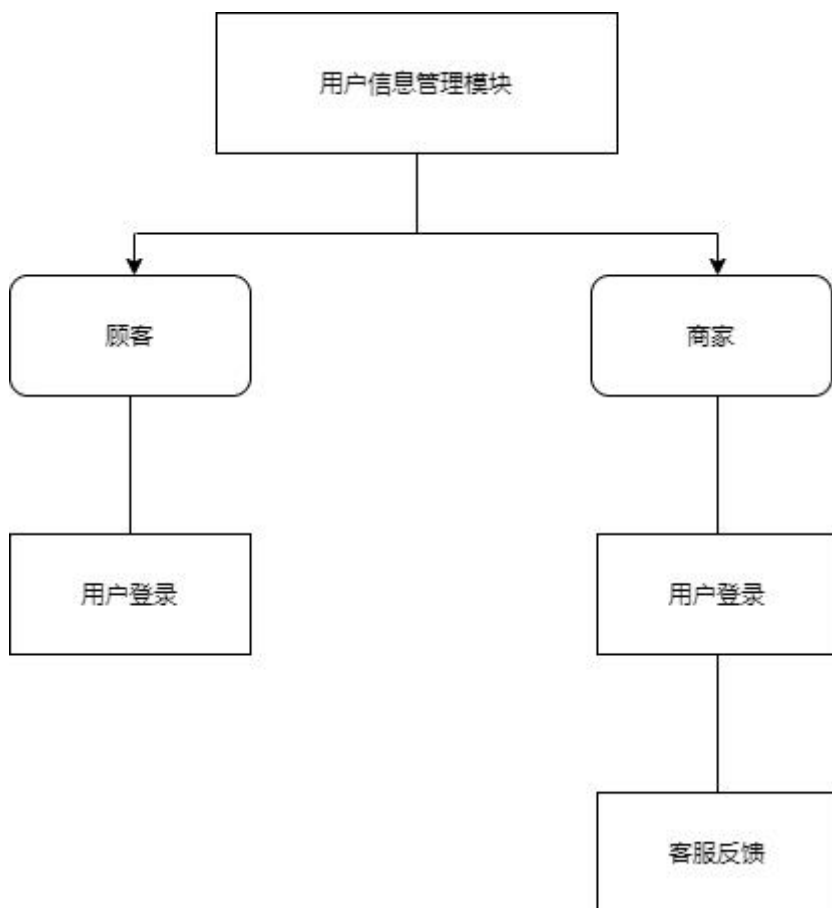 用户信息管理模块
顾客
商家
用户登录
用户登录
客服反馈